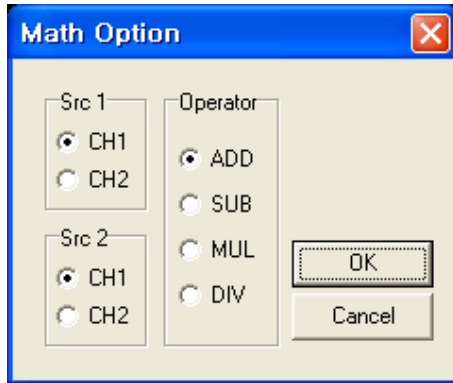 Math Option
Src 1
CH1
CH2
Src 2
CH1
CH2
Operator
ADD
SUB
MUL
DIV
OK
Cancel